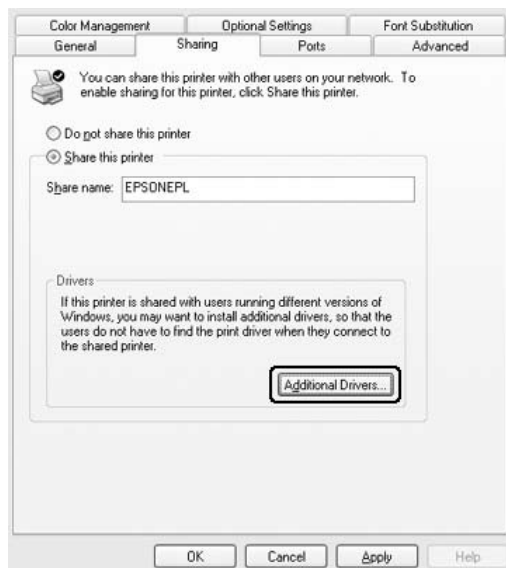 Color Management Optional Settings Font Substitution
General Sharing Ports Advanced
You can share this printer with other users on your network. To
enable sharing for this printer, click Share this printer.
Do not share this printer
Share this printer
Share name: EPSONEPL
Drivers
If this printer is shared with users running different versions of
Windows, you may want to install additional drivers, so that the
users do not have to find the print driver when they connect to
the shared printer.
Additional Drivers...
OK Cancel Apply Help